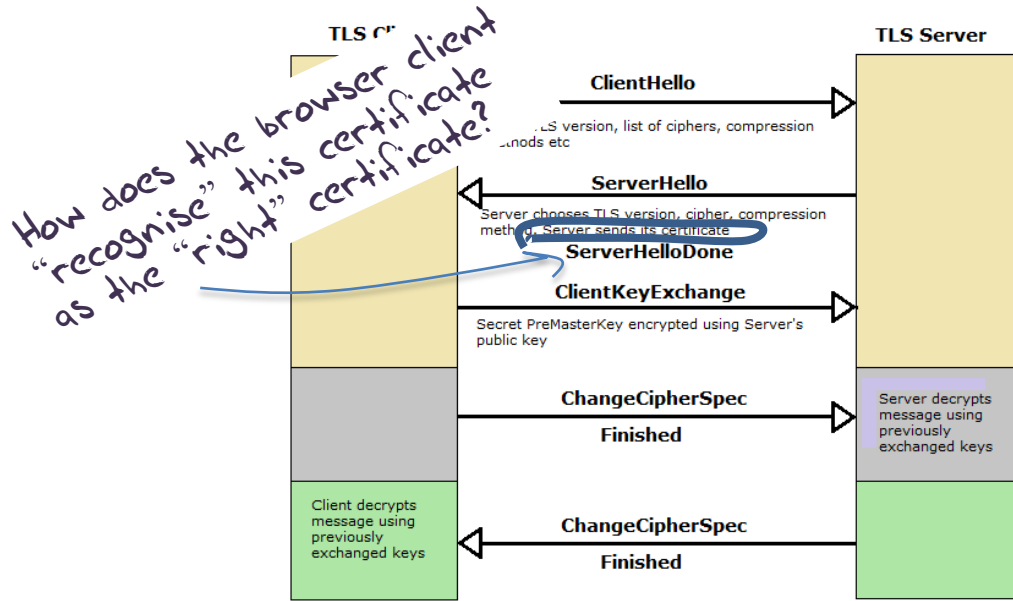 TLS Cl
TLS Server
How does the browser client
“recognise” this certificate
as the “right” certificate?
ClientHello
TLS version, list of ciphers, compression
etc
ServerHello
Server chooses TLS version, cipher, compression
method. Server sends its certificate
ServerHelloDone
ClientKeyExchange
Secret PreMasterKey encrypted using Server's
public key
ChangeCipherSpec
Finished
Server decrypts
message using
previously
exchanged keys
Client decrypts
message using
previously
exchanged keys
ChangeCipherSpec
Finished